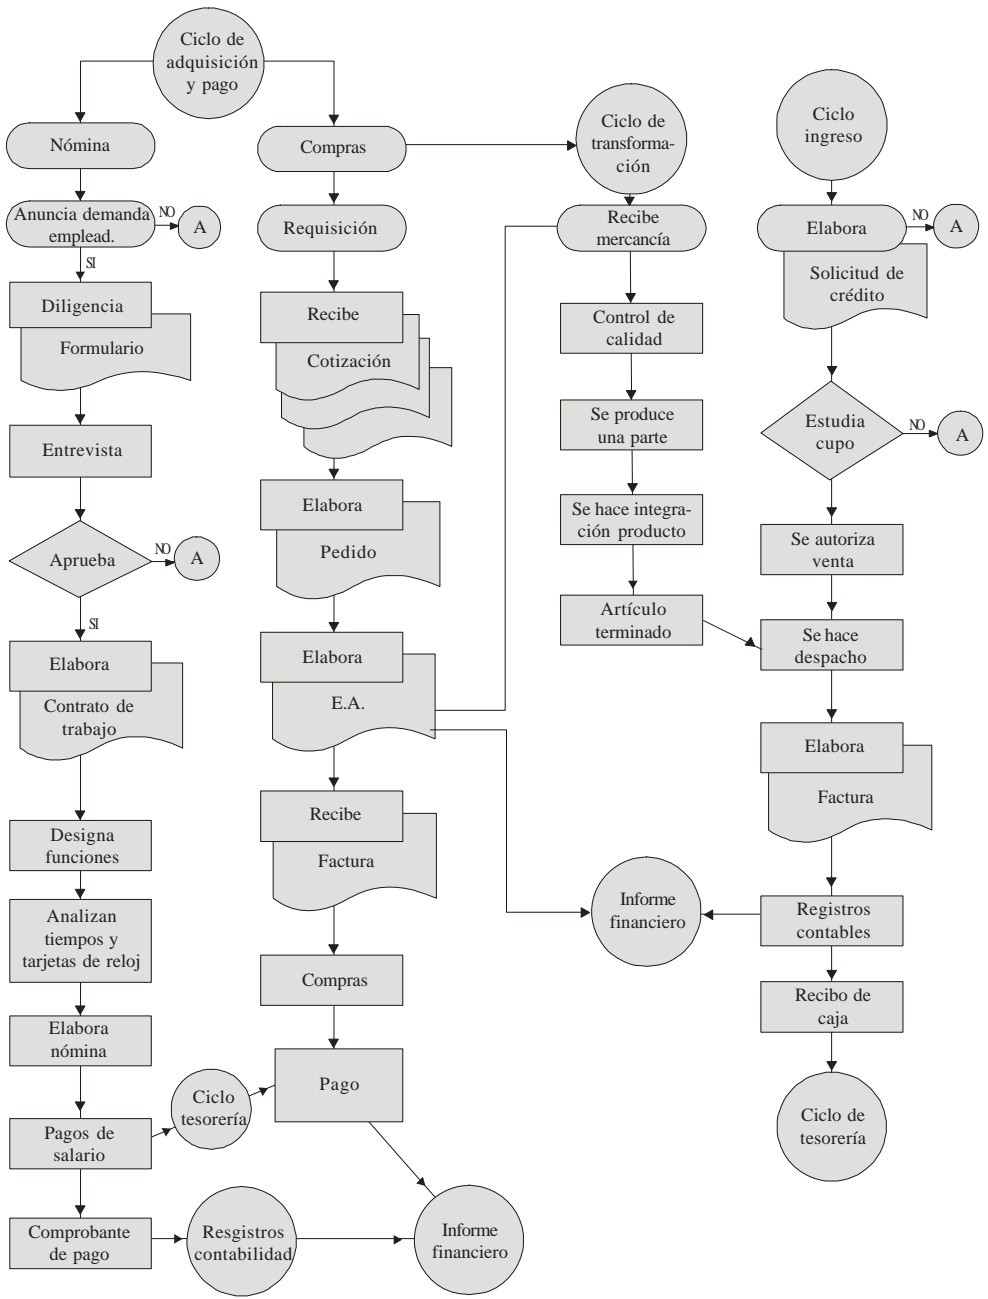 Ciclo de
adquisición
y pago
Nómina
Anuncia demanda
emplead.
NO
A
SI
Diligencia
Formulario
Entrevista
Aprueba
NO
A
SI
Elabora
Contrato de
trabajo
Designa
funciones
Analizan
tiempos y
tarjetas de reloj
Elabora
nómina
Pagos de
salario
Comprobante
de pago
Ciclo
tesorería
Resgistros
contabilidad
Compras
Requisición
Recibe
Cotización
Elabora
Pedido
Elabora
E.A.
Recibe
Factura
Compras
Pago
Informe
financiero
Ciclo de
transforma-
ción
Recibe
mercancía
Control de
calidad
Se produce
una parte
Se hace integra-
ción producto
Artículo
terminado
Informe
financiero
Ciclo
ingreso
Elabora
NO
A
Solicitud de
crédito
Estudia
cupo
NO
A
Se autoriza
venta
Se hace
despacho
Elabora
Factura
Registros
contables
Recibo de
caja
Ciclo de
tesorería